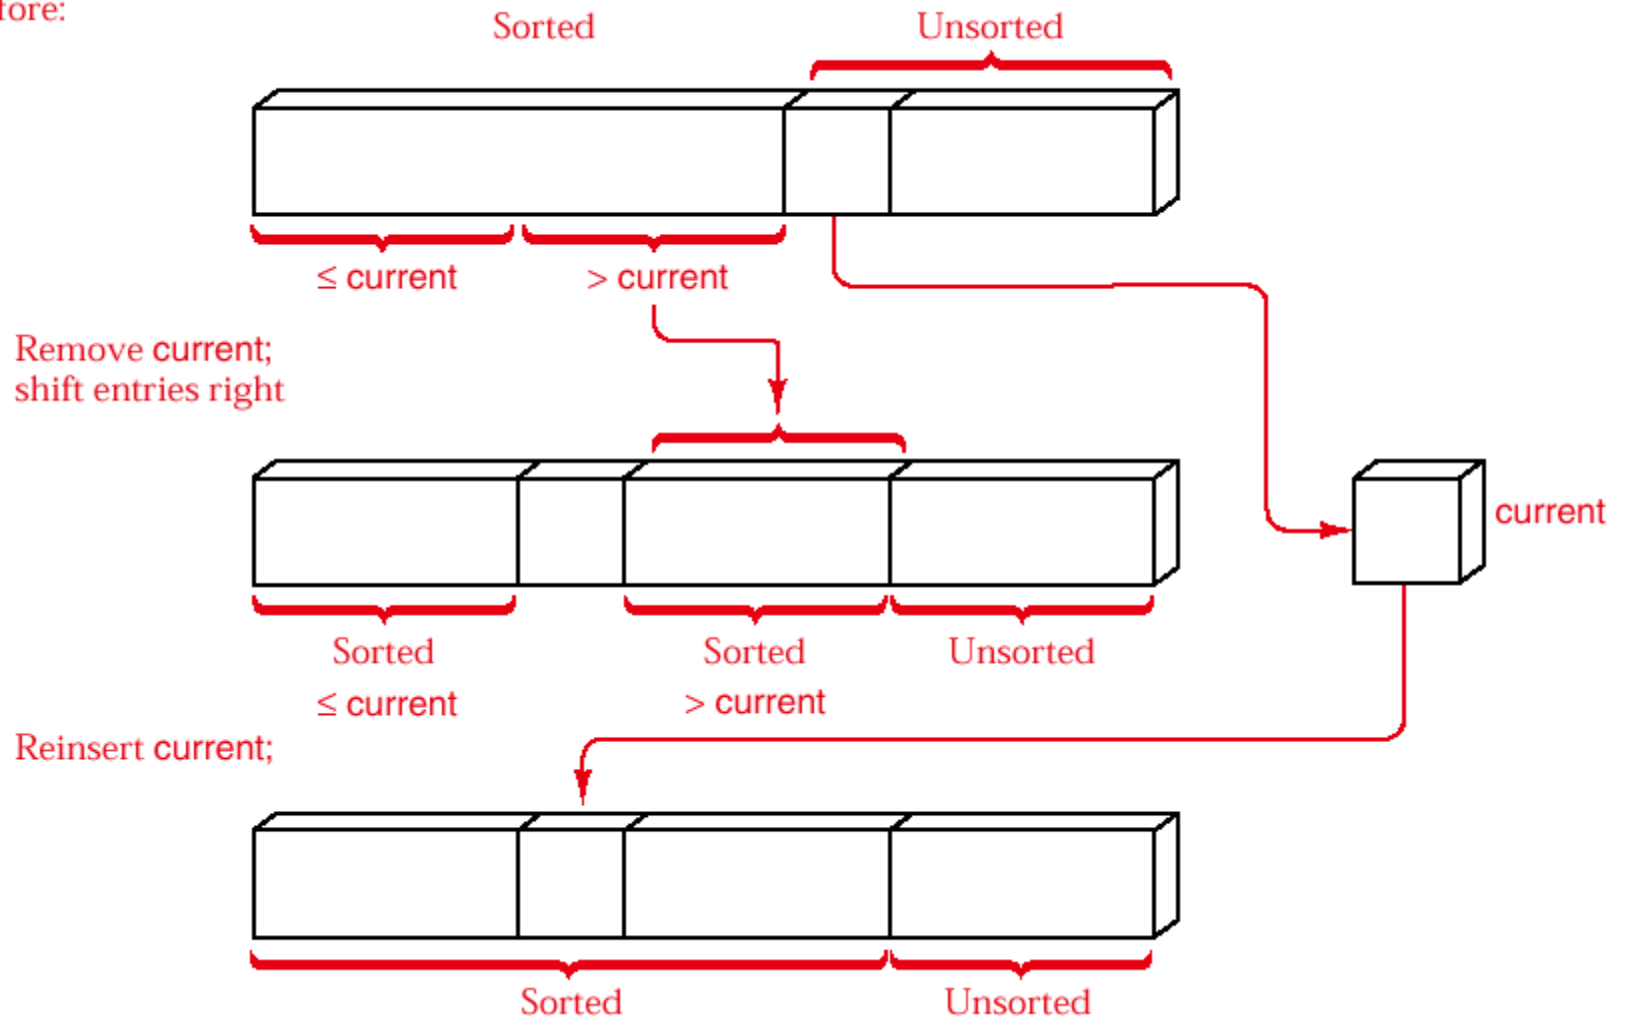 fore:
Sorted
Unsorted
≤ current
> current
Remove current;
shift entries right
current
Sorted
Sorted
Unsorted
≤ current
> current
Reinsert current;
Sorted
Unsorted